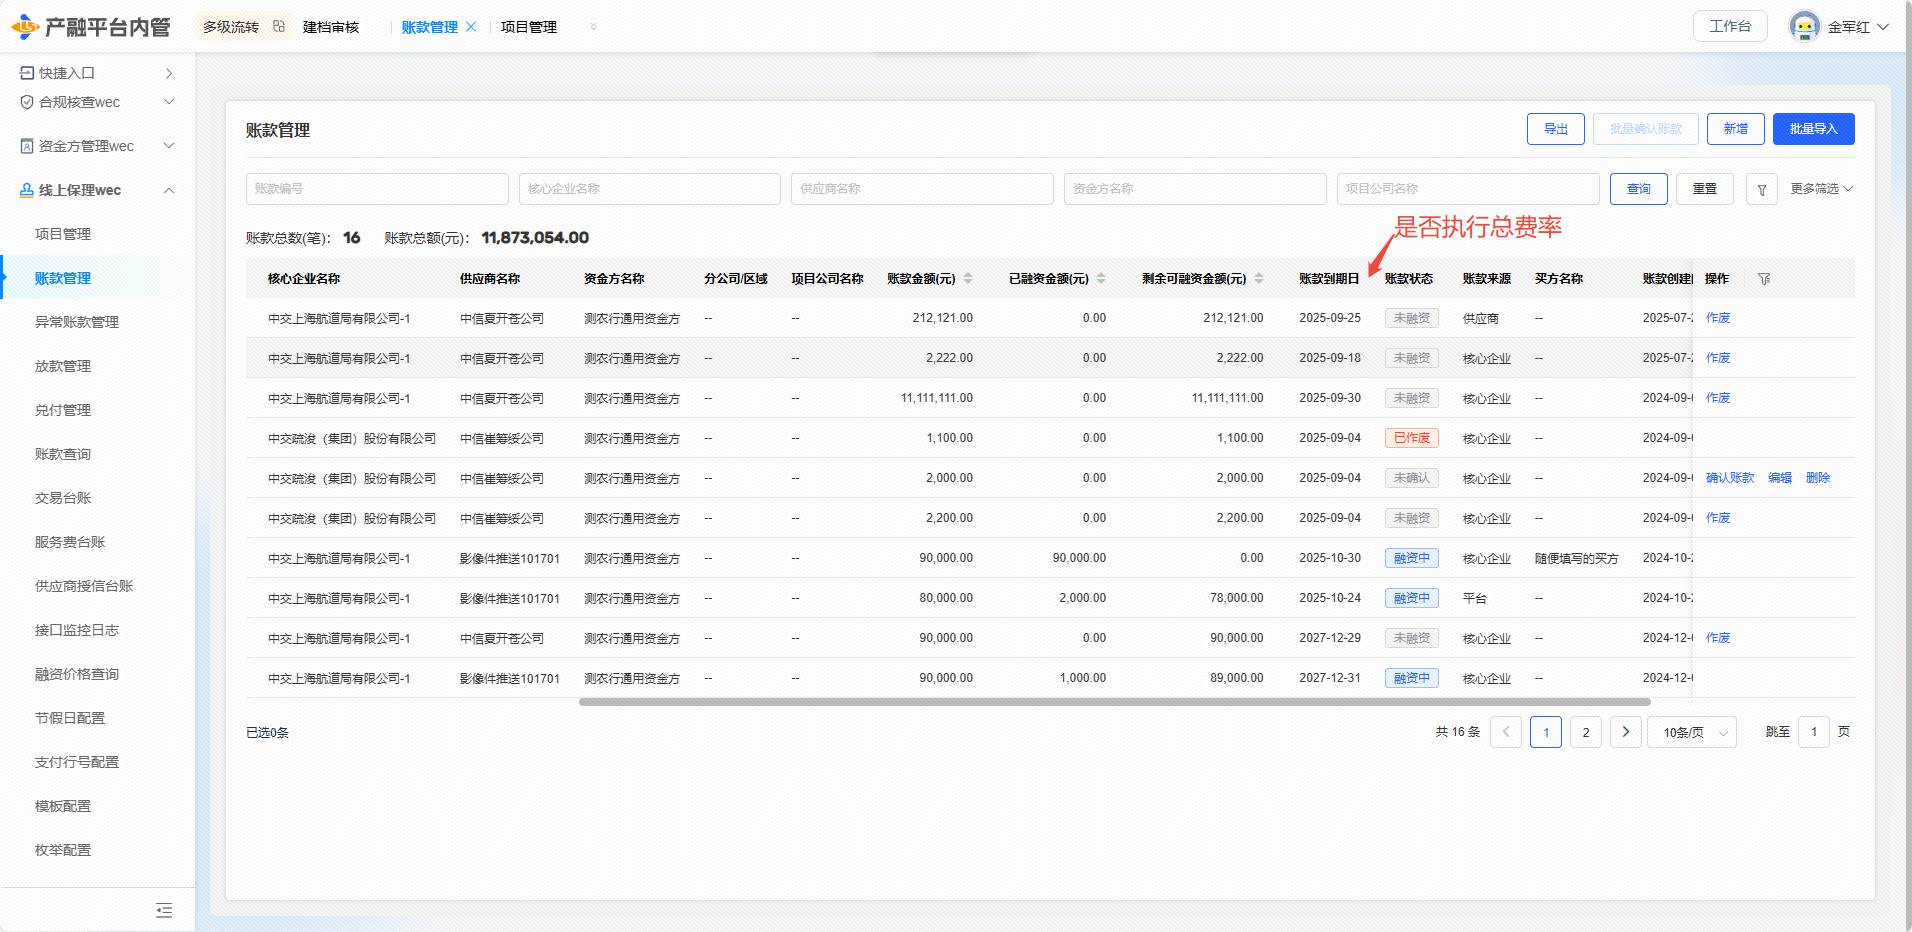 产融平台内管
多级流转 建档审核 账款管理 项目管理
工作台 金军红
快捷入口
合规核查wec
资金方管理wec
线上保理wec
项目管理
账款管理
异常账款管理
放款管理
兑付管理
账款查询
交易台账
服务费台账
供应商授信台账
接口监控日志
融资价格查询
节假日配置
支付行号配置
模板配置
枚举配置
账款管理
导出 批量确认账款 新增 批量导入
账款编号 核心企业名称 供应商名称 资金方名称 项目公司名称 查询 重置 更多筛选
账款总数(笔)： 16 账款总额(元)： 11,873,054.00
是否执行总费率
核心企业名称 供应商名称 资金方名称 分公司/区域 项目公司名称 账款金额(元) 已融资金额(元) 剩余可融资金额(元) 账款到期日 账款状态 账款来源 买方名称 账款创建 操作
中交上海航道局有限公司-1 中信夏开苍公司 测农行通用资金方 -- -- 212,121.00 0.00 212,121.00 2025-09-25 未融资 供应商 -- 2025-07-2 作废
中交上海航道局有限公司-1 中信夏开苍公司 测农行通用资金方 -- -- 2,222.00 0.00 2,222.00 2025-09-18 未融资 核心企业 -- 2025-07-2 作废
中交上海航道局有限公司-1 中信夏开苍公司 测农行通用资金方 -- -- 11,111,111.00 0.00 11,111,111.00 2025-09-30 未融资 核心企业 -- 2024-09-0 作废
中交疏浚（集团）股份有限公司 中信崔筹绥公司 测农行通用资金方 -- -- 1,100.00 0.00 1,100.00 2025-09-04 已作废 核心企业 -- 2024-09-0
中交疏浚（集团）股份有限公司 中信崔筹绥公司 测农行通用资金方 -- -- 2,000.00 0.00 2,000.00 2025-09-04 未确认 核心企业 -- 2024-09-0 确认账款 编辑 删除
中交疏浚（集团）股份有限公司 中信崔筹绥公司 测农行通用资金方 -- -- 2,200.00 0.00 2,200.00 2025-09-04 未融资 核心企业 -- 2024-09-0 作废
中交上海航道局有限公司-1 影像件推送101701 测农行通用资金方 -- -- 90,000.00 90,000.00 0.00 2025-10-30 融资中 核心企业 随便填写的买方 2024-10-2
中交上海航道局有限公司-1 影像件推送101701 测农行通用资金方 -- -- 80,000.00 2,000.00 78,000.00 2025-10-24 融资中 平台 -- 2024-10-2
中交上海航道局有限公司-1 中信夏开苍公司 测农行通用资金方 -- -- 90,000.00 0.00 90,000.00 2027-12-29 未融资 核心企业 -- 2024-12-0 作废
中交上海航道局有限公司-1 影像件推送101701 测农行通用资金方 -- -- 90,000.00 1,000.00 89,000.00 2027-12-31 融资中 核心企业 -- 2024-12-0
已选0条 共 16 条 1 2 10条/页 跳至 1 页